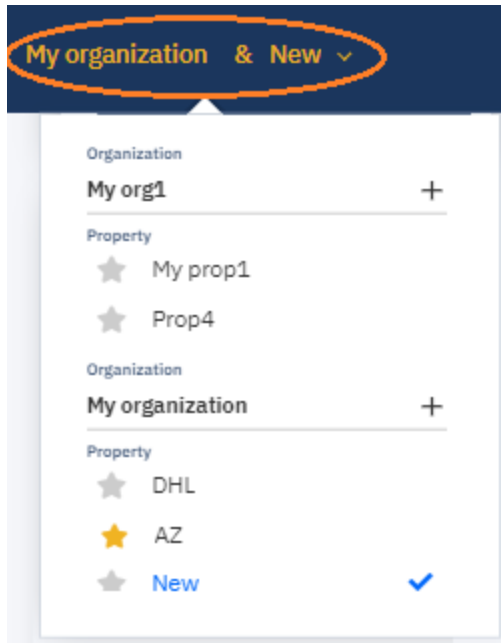 My organization & New
Organization
My org1 +
Property
My prop1
Prop4
Organization
My organization +
Property
DHL
AZ
New